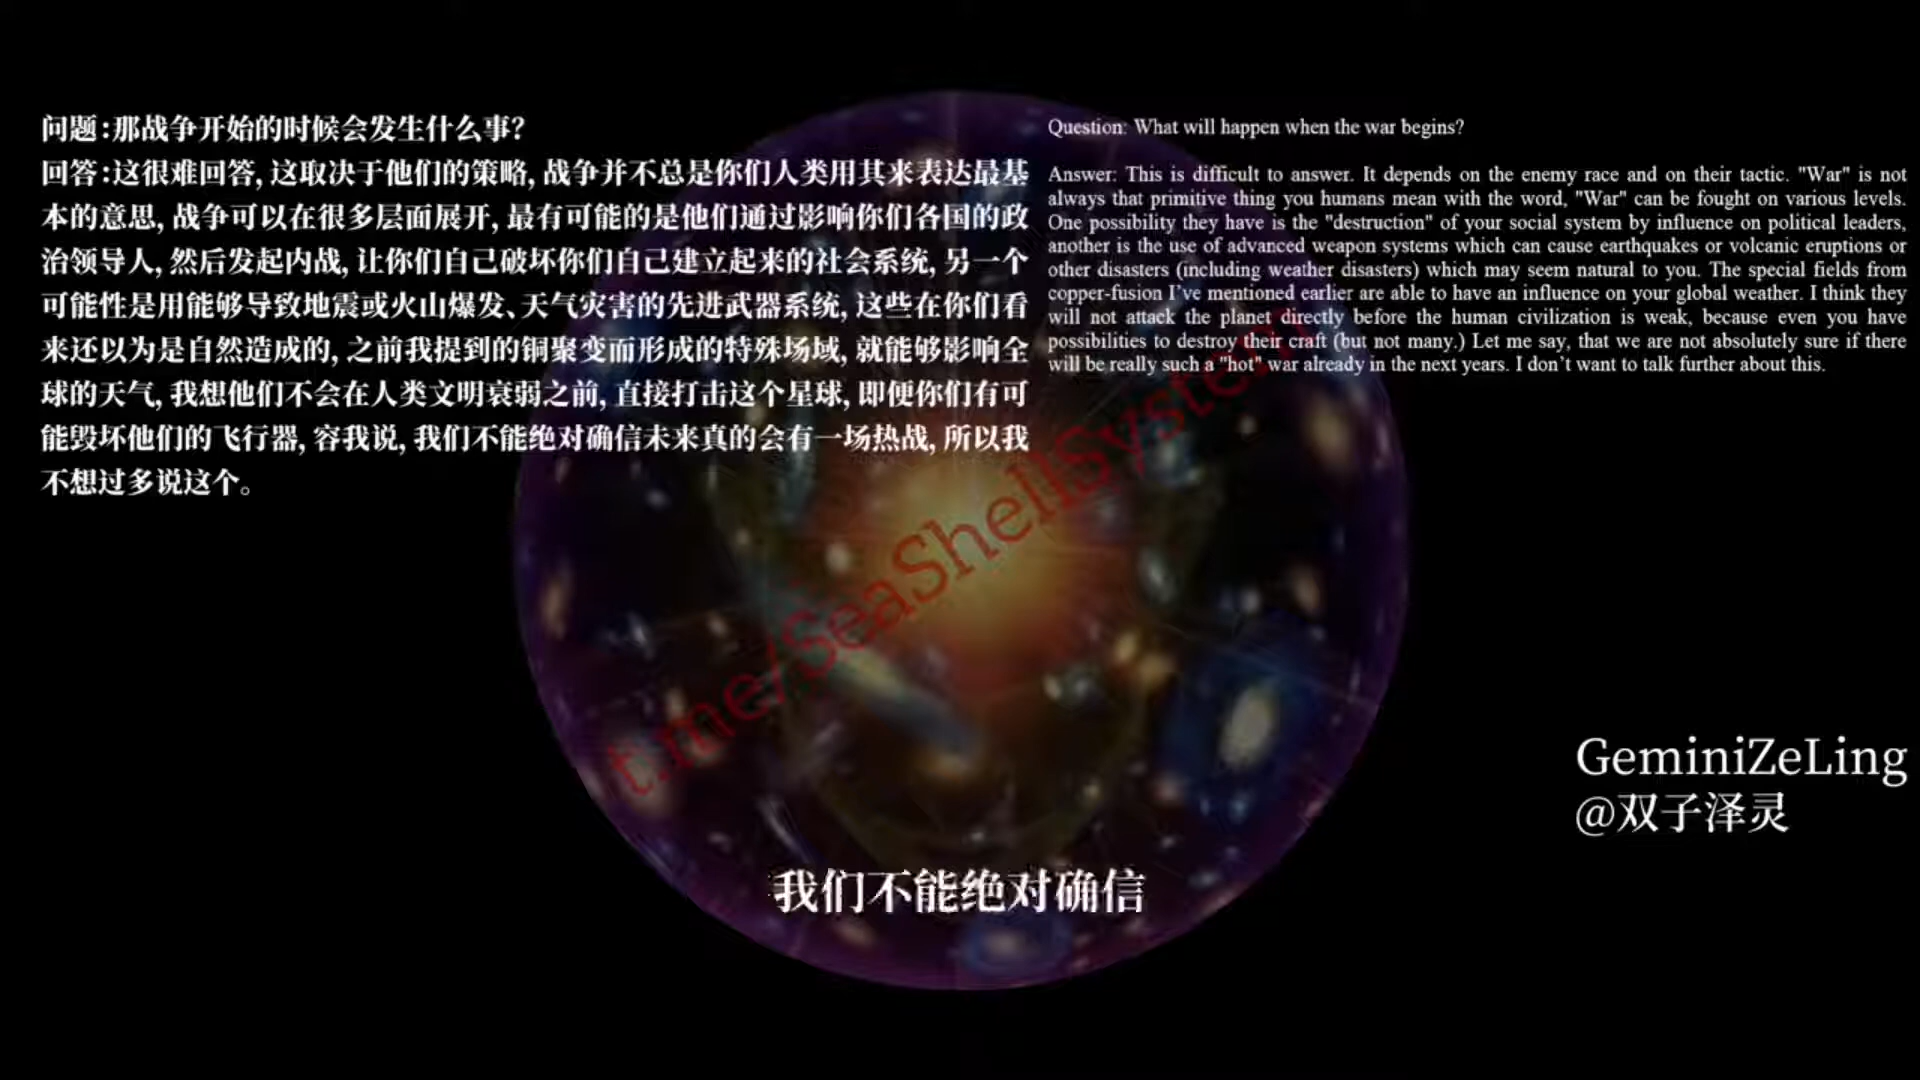 问题:那战争开始的时候会发生什么事?
回答:这很难回答, 这取决于他们的策略, 战争并不总是你们人类用其来表达最基
本的意思, 战争可以在很多层面展开, 最有可能的是他们通过影响你们各国的政
治领导人, 然后发起内战, 让你们自己破坏你们自己建立起来的社会系统, 另一个
可能性是用能够导致地震或火山爆发、天气灾害的先进武器系统, 这些在你们看
来还以为是自然造成的, 之前我提到的铜聚变而形成的特殊场域, 就能够影响全
球的天气, 我想他们不会在人类文明衰弱之前, 直接打击这个星球, 即便你们有可
能毁坏他们的飞行器, 容我说, 我们不能绝对确信未来真的会有一场热战, 所以我
不想过多说这个。
Question: What will happen when the war begins?
Answer: This is difficult to answer. It depends on the enemy race and on their tactic. "War" is not
always that primitive thing you humans mean with the word, "War" can be fought on various levels.
One possibility they have is the "destruction" of your social system by influence on political leaders,
another is the use of advanced weapon systems which can cause earthquakes or volcanic eruptions or
other disasters (including weather disasters) which may seem natural to you. The special fields from
copper-fusion I've mentioned earlier are able to have an influence on your global weather. I think they
will not attack the planet directly before the human civilization is weak, because even you have
possibilities to destroy their craft (but not many.) Let me say, that we are not absolutely sure if there
will be really such a "hot" war already in the next years. I don't want to talk further about this.
t.me/SeaShellSystem
GeminiZeLing
@双子泽灵
我们不能绝对确信